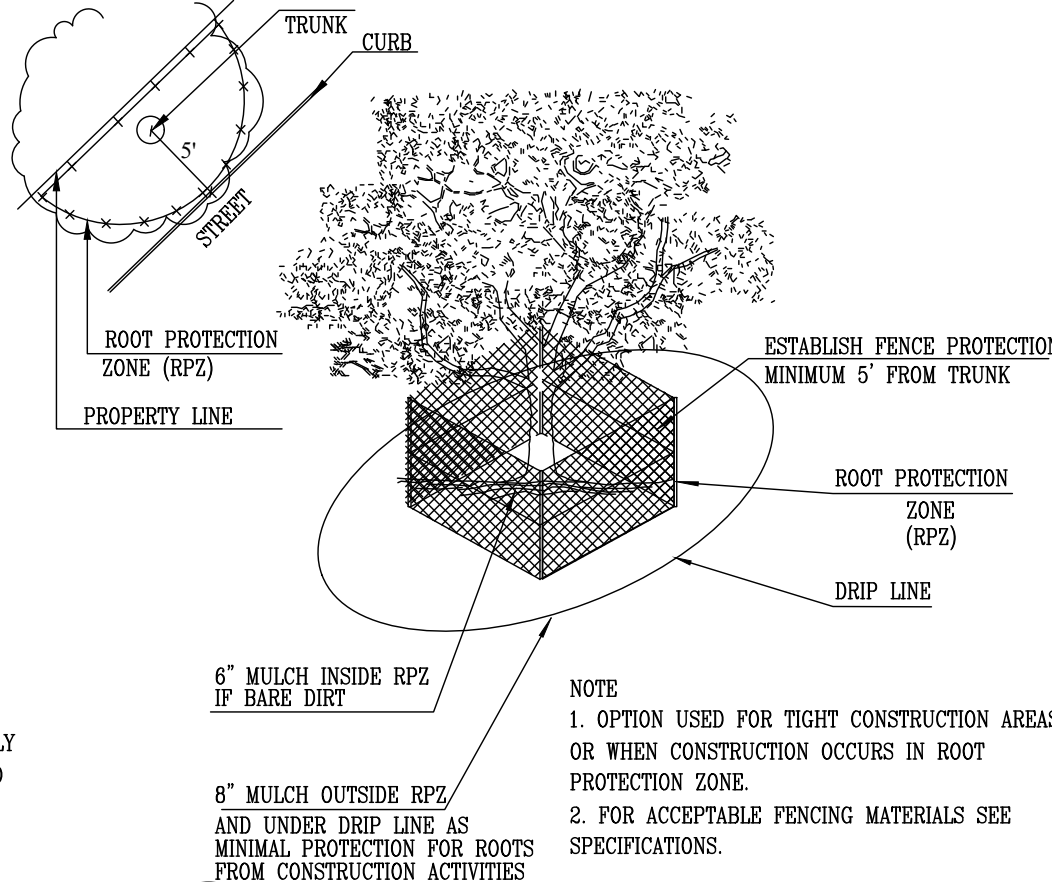 TRUNK
CURB
5'
STREET
ROOT PROTECTION
ZONE (RPZ)
PROPERTY LINE
ESTABLISH FENCE PROTECTION
MINIMUM 5' FROM TRUNK
ROOT PROTECTION
ZONE
(RPZ)
DRIP LINE
6" MULCH INSIDE RPZ
IF BARE DIRT
8" MULCH OUTSIDE RPZ
AND UNDER DRIP LINE AS
MINIMAL PROTECTION FOR ROOTS
FROM CONSTRUCTION ACTIVITIES
NOTE
1. OPTION USED FOR TIGHT CONSTRUCTION AREAS
OR WHEN CONSTRUCTION OCCURS IN ROOT
PROTECTION ZONE.
2. FOR ACCEPTABLE FENCING MATERIALS SEE
SPECIFICATIONS.